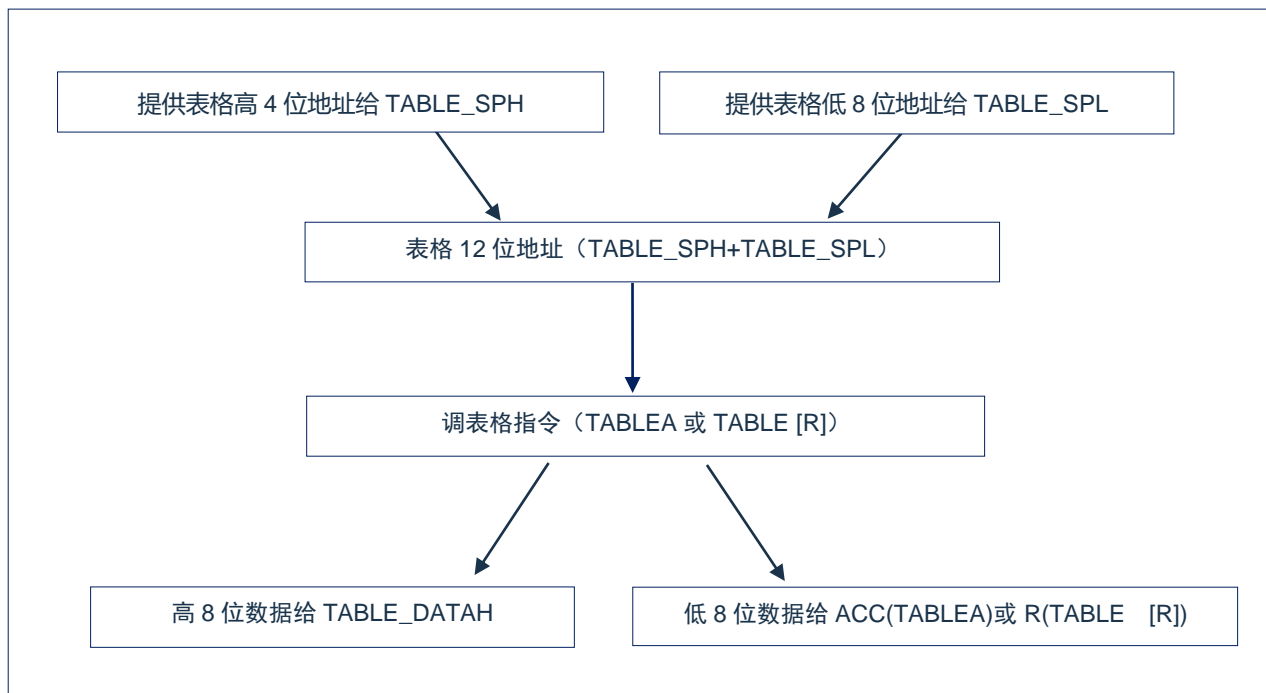 提供表格高 4 位地址给 TABLE_SPH
提供表格低 8 位地址给 TABLE_SPL
表格 12 位地址（TABLE_SPH+TABLE_SPL）
调表格指令（TABLEA 或 TABLE [R]）
高 8 位数据给 TABLE_DATAH
低 8 位数据给 ACC(TABLEA)或 R(TABLE [R])